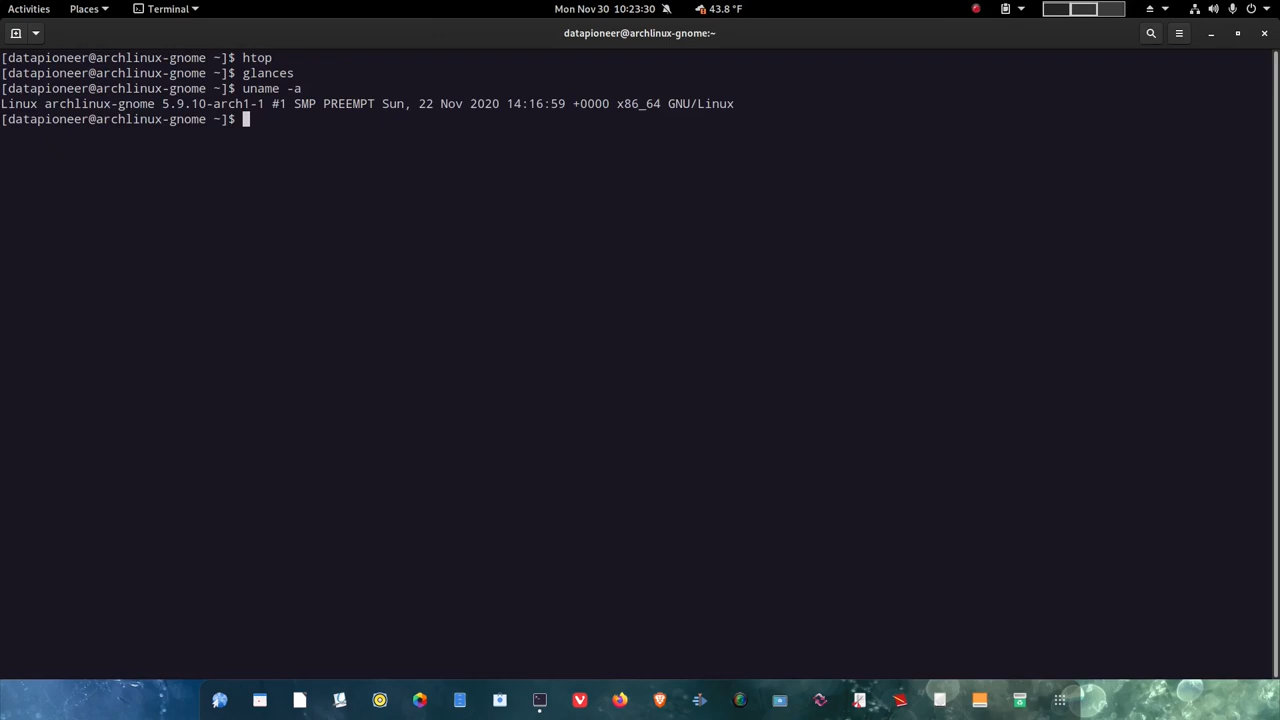 Activities Places Terminal Mon Nov 30 10:23:30 43.8 °F
datapioneer@archlinux-gnome:~
[datapioneer@archlinux-gnome ~]$ htop
[datapioneer@archlinux-gnome ~]$ glances
[datapioneer@archlinux-gnome ~]$ uname -a
Linux archlinux-gnome 5.9.10-arch1-1 #1 SMP PREEMPT Sun, 22 Nov 2020 14:16:59 +0000 x86_64 GNU/Linux
[datapioneer@archlinux-gnome ~]$